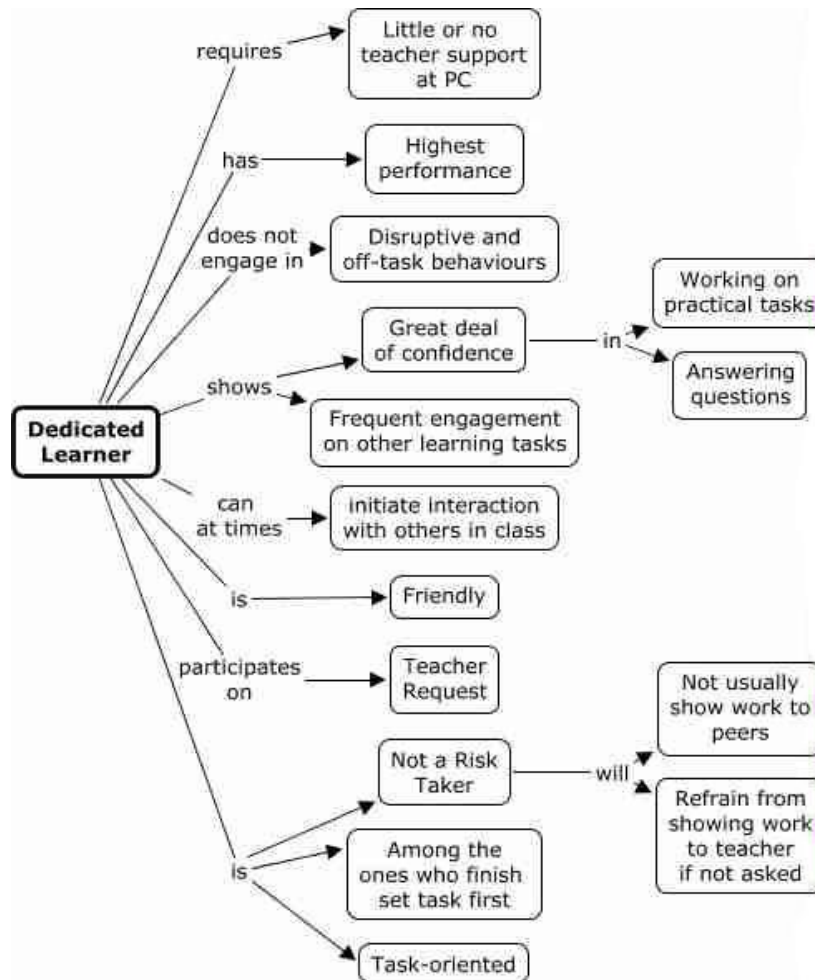 requires
Little or no
teacher support
at PC
has
Highest
performance
does not
engage in
Disruptive and
off-task behaviours
Dedicated
Learner
shows
Great deal
of confidence
in
Working on
practical tasks
Answering
questions
Frequent engagement
on other learning tasks
can
at times
initiate interaction
with others in class
is
Friendly
participates
on
Teacher
Request
is
Not a Risk
Taker
will
Not usually
show work to
peers
Refrain from
showing work
to teacher
if not asked
Among the
ones who finish
set task first
Task-oriented